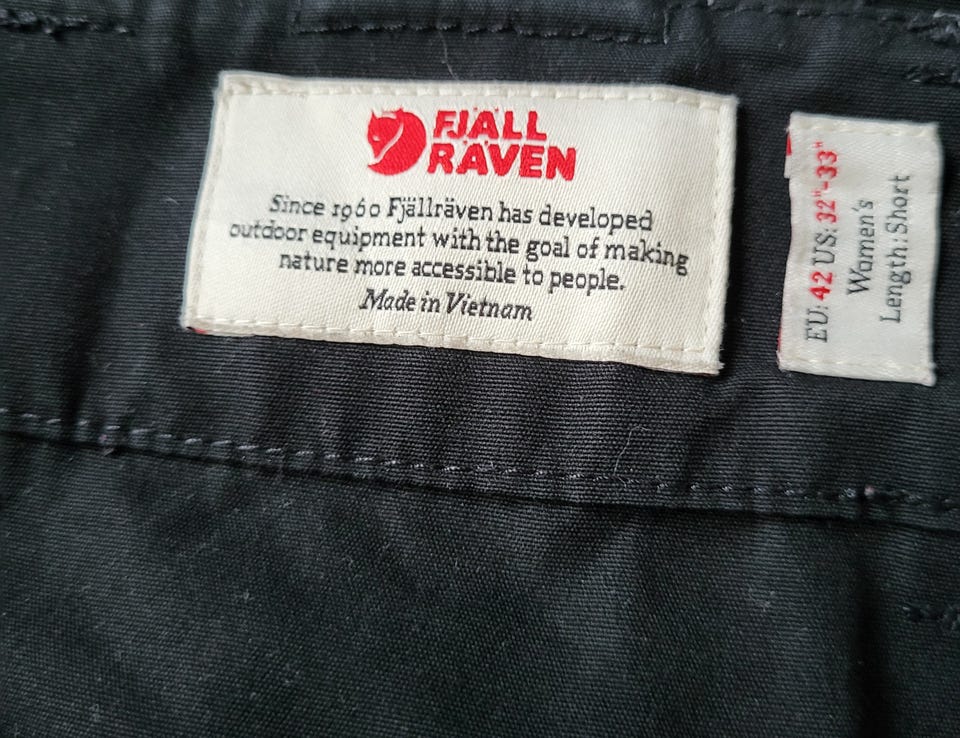 FJÄLL
RÄVEN
Since 1960 Fjällräven has developed
outdoor equipment with the goal of making
nature more accessible to people.
Made in Vietnam
EU: 42 US: 32"-33"
Women's
Length: Short